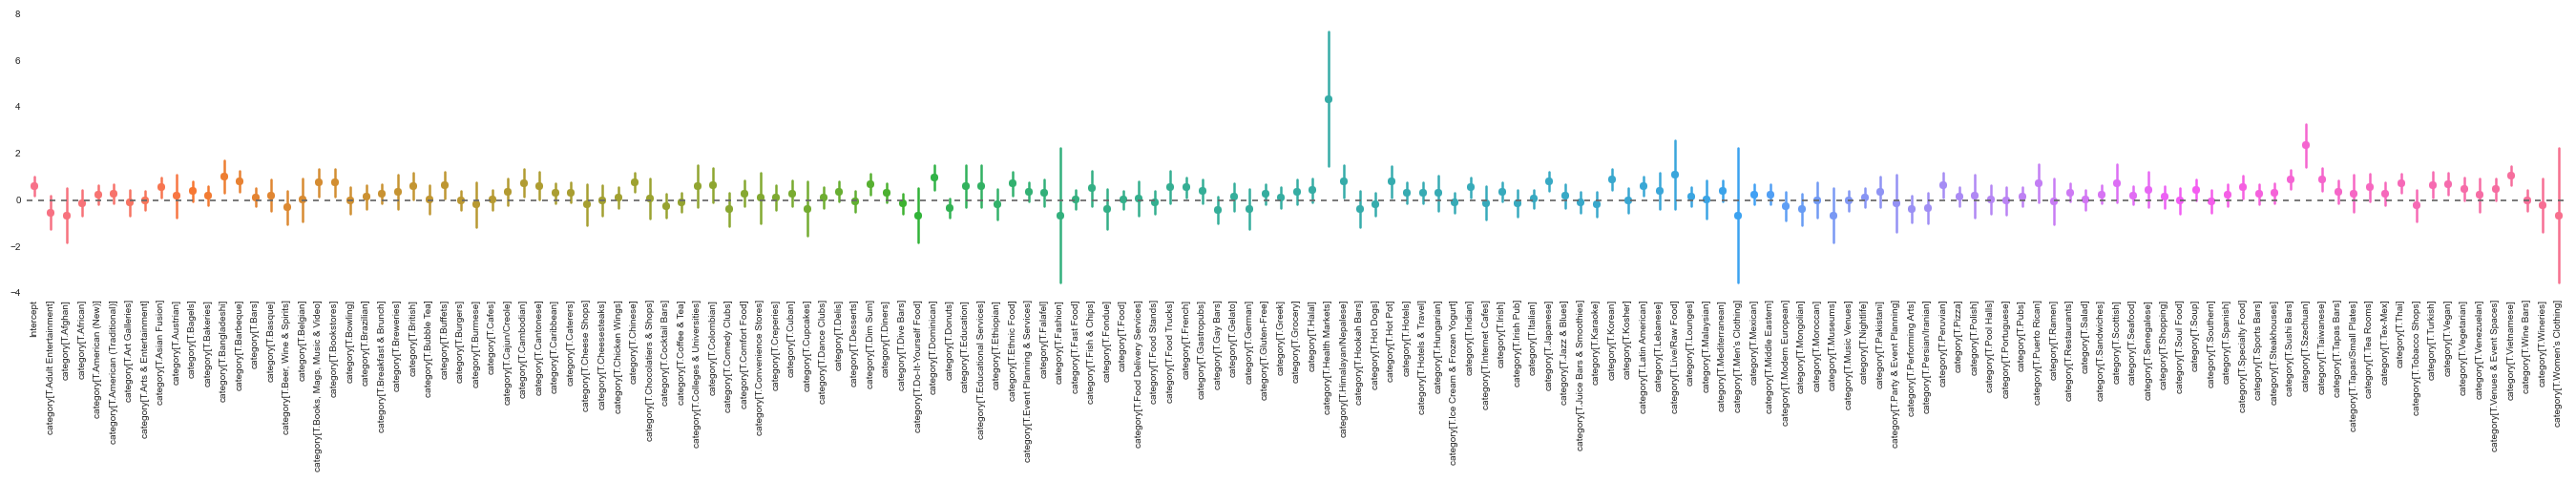 8
6
4
2
0
−2
−4
Intercept
category[T.Adult Entertainment]
category[T.Afghan]
category[T.African]
category[T.American (New)]
category[T.American (Traditional)]
category[T.Art Galleries]
category[T.Arts & Entertainment]
category[T.Asian Fusion]
category[T.Austrian]
category[T.Bagels]
category[T.Bakeries]
category[T.Bangladeshi]
category[T.Barbeque]
category[T.Bars]
category[T.Basque]
category[T.Beer, Wine & Spirits]
category[T.Belgian]
category[T.Books, Mags, Music & Video]
category[T.Bookstores]
category[T.Bowling]
category[T.Brazilian]
category[T.Breakfast & Brunch]
category[T.Breweries]
category[T.British]
category[T.Bubble Tea]
category[T.Buffets]
category[T.Burgers]
category[T.Burmese]
category[T.Cafes]
category[T.Cajun/Creole]
category[T.Cambodian]
category[T.Cantonese]
category[T.Caribbean]
category[T.Caterers]
category[T.Cheese Shops]
category[T.Cheesesteaks]
category[T.Chicken Wings]
category[T.Chinese]
category[T.Chocolatiers & Shops]
category[T.Cocktail Bars]
category[T.Coffee & Tea]
category[T.Colleges & Universities]
category[T.Colombian]
category[T.Comedy Clubs]
category[T.Comfort Food]
category[T.Convenience Stores]
category[T.Creperies]
category[T.Cuban]
category[T.Cupcakes]
category[T.Dance Clubs]
category[T.Delis]
category[T.Desserts]
category[T.Dim Sum]
category[T.Diners]
category[T.Dive Bars]
category[T.Do-It-Yourself Food]
category[T.Dominican]
category[T.Donuts]
category[T.Education]
category[T.Educational Services]
category[T.Ethiopian]
category[T.Ethnic Food]
category[T.Event Planning & Services]
category[T.Falafel]
category[T.Fashion]
category[T.Fast Food]
category[T.Fish & Chips]
category[T.Fondue]
category[T.Food]
category[T.Food Delivery Services]
category[T.Food Stands]
category[T.Food Trucks]
category[T.French]
category[T.Gastropubs]
category[T.Gay Bars]
category[T.Gelato]
category[T.German]
category[T.Gluten-Free]
category[T.Greek]
category[T.Grocery]
category[T.Halal]
category[T.Health Markets]
category[T.Himalayan/Nepalese]
category[T.Hookah Bars]
category[T.Hot Dogs]
category[T.Hot Pot]
category[T.Hotels]
category[T.Hotels & Travel]
category[T.Hungarian]
category[T.Ice Cream & Frozen Yogurt]
category[T.Indian]
category[T.Internet Cafes]
category[T.Irish]
category[T.Irish Pub]
category[T.Italian]
category[T.Japanese]
category[T.Jazz & Blues]
category[T.Juice Bars & Smoothies]
category[T.Karaoke]
category[T.Korean]
category[T.Kosher]
category[T.Latin American]
category[T.Lebanese]
category[T.Live/Raw Food]
category[T.Lounges]
category[T.Malaysian]
category[T.Mediterranean]
category[T.Men's Clothing]
category[T.Mexican]
category[T.Middle Eastern]
category[T.Modern European]
category[T.Mongolian]
category[T.Moroccan]
category[T.Museums]
category[T.Music Venues]
category[T.Nightlife]
category[T.Pakistani]
category[T.Party & Event Planning]
category[T.Performing Arts]
category[T.Persian/Iranian]
category[T.Peruvian]
category[T.Pizza]
category[T.Polish]
category[T.Pool Halls]
category[T.Portuguese]
category[T.Pubs]
category[T.Puerto Rican]
category[T.Ramen]
category[T.Restaurants]
category[T.Salad]
category[T.Sandwiches]
category[T.Scottish]
category[T.Seafood]
category[T.Senegalese]
category[T.Shopping]
category[T.Soul Food]
category[T.Soup]
category[T.Southern]
category[T.Spanish]
category[T.Specialty Food]
category[T.Sports Bars]
category[T.Steakhouses]
category[T.Sushi Bars]
category[T.Szechuan]
category[T.Taiwanese]
category[T.Tapas Bars]
category[T.Tapas/Small Plates]
category[T.Tea Rooms]
category[T.Tex-Mex]
category[T.Thai]
category[T.Tobacco Shops]
category[T.Turkish]
category[T.Vegan]
category[T.Vegetarian]
category[T.Venezuelan]
category[T.Venues & Event Spaces]
category[T.Vietnamese]
category[T.Wine Bars]
category[T.Wineries]
category[T.Women's Clothing]